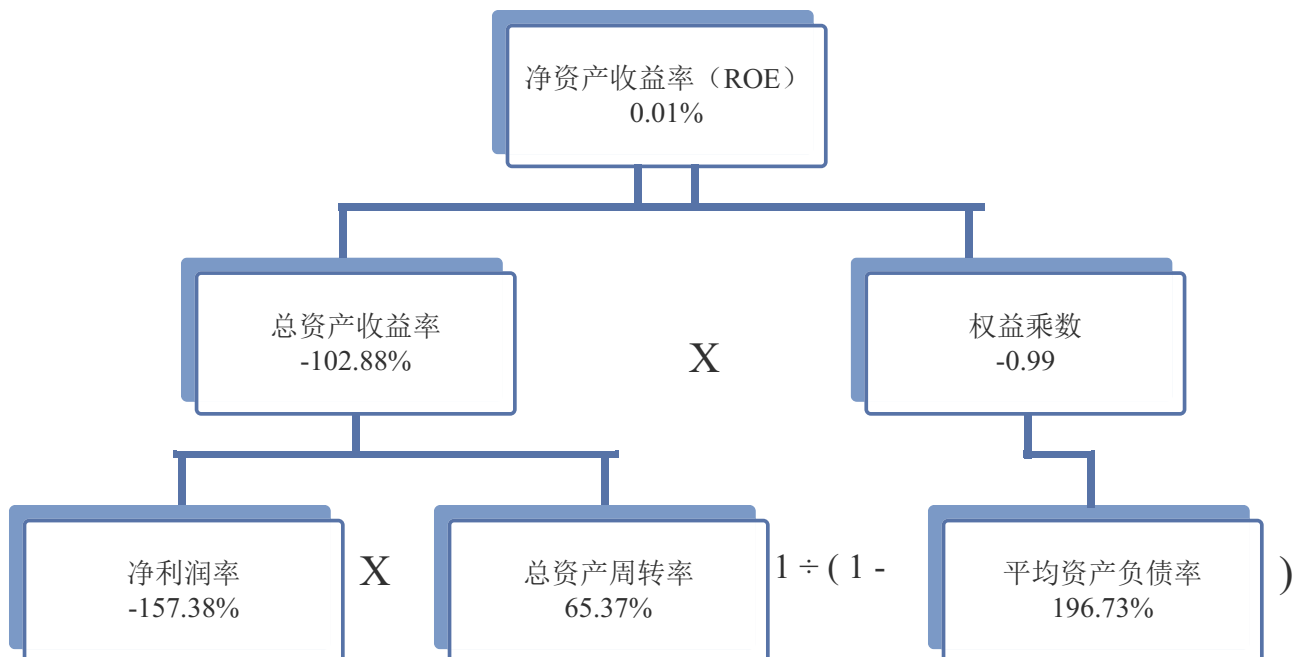 净资产收益率（ROE）
0.01%
总资产收益率
-102.88%
X
权益乘数
-0.99
净利润率
-157.38%
X
总资产周转率
65.37%
1 ÷ ( 1 -
平均资产负债率
196.73%
)